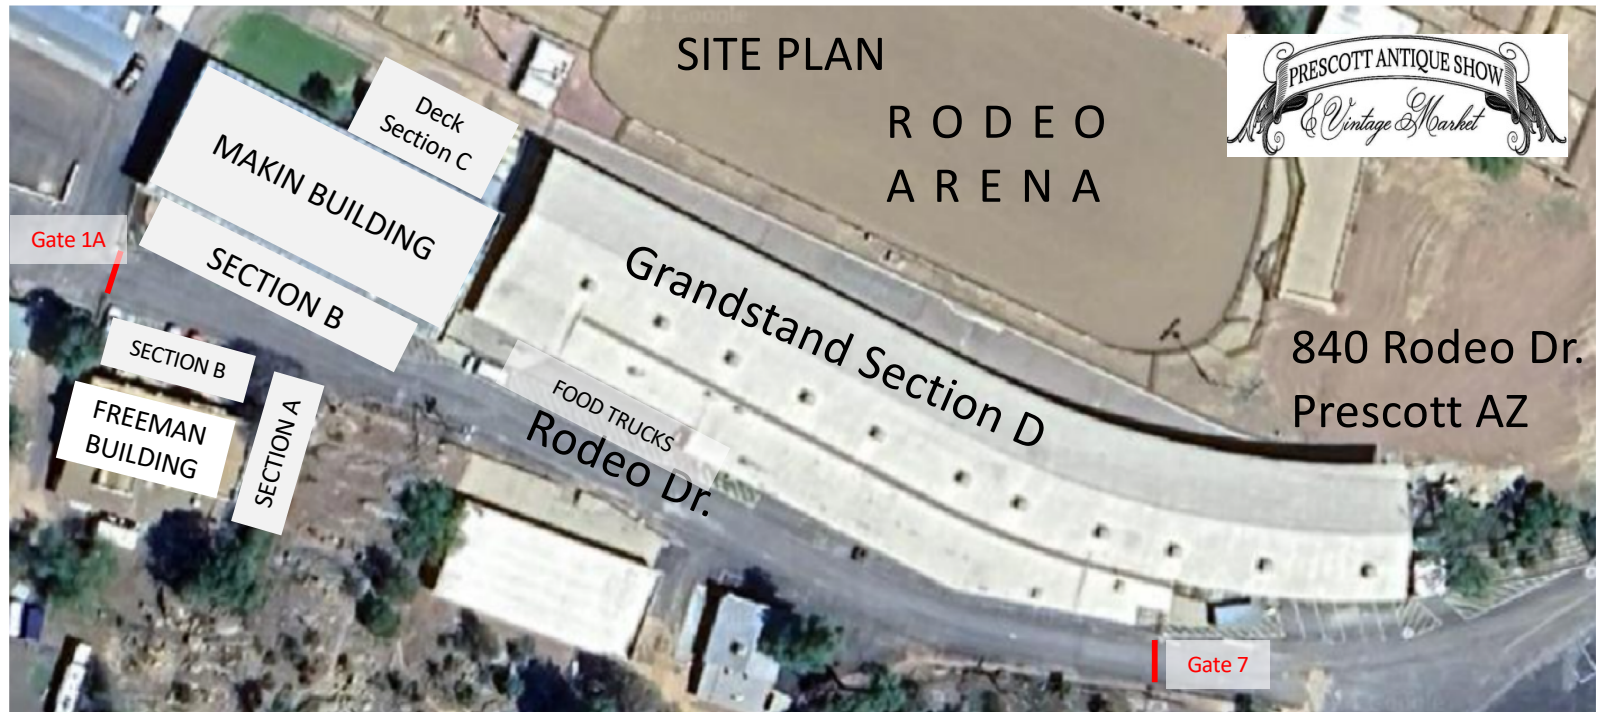 SITE PLAN
RODEO
ARENA
PRESCOTT ANTIQUE SHOW
& Vintage Market
Deck
Section C
MAKIN BUILDING
SECTION B
Gate 1A
Grandstand Section D
840 Rodeo Dr.
Prescott AZ
SECTION B
FREEMAN
BUILDING
SECTION A
FOOD TRUCKS
Rodeo Dr.
Gate 7
Google